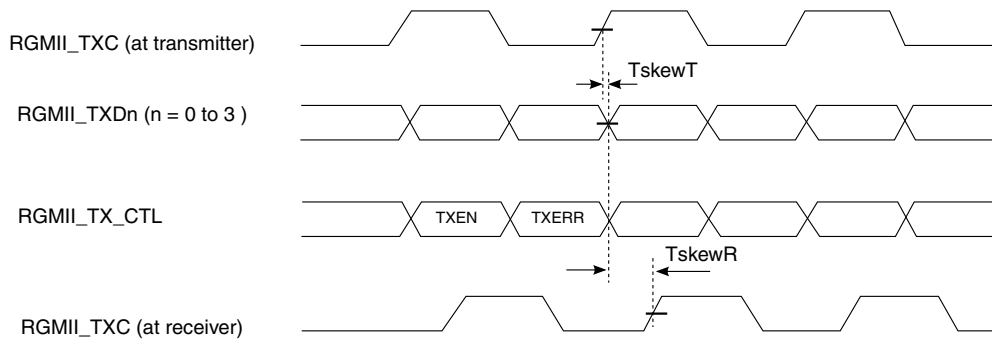 RGMII_TXC (at transmitter)
TskewT
RGMII_TXDn (n = 0 to 3 )
RGMII_TX_CTL
TXEN
TXERR
TskewR
RGMII_TXC (at receiver)